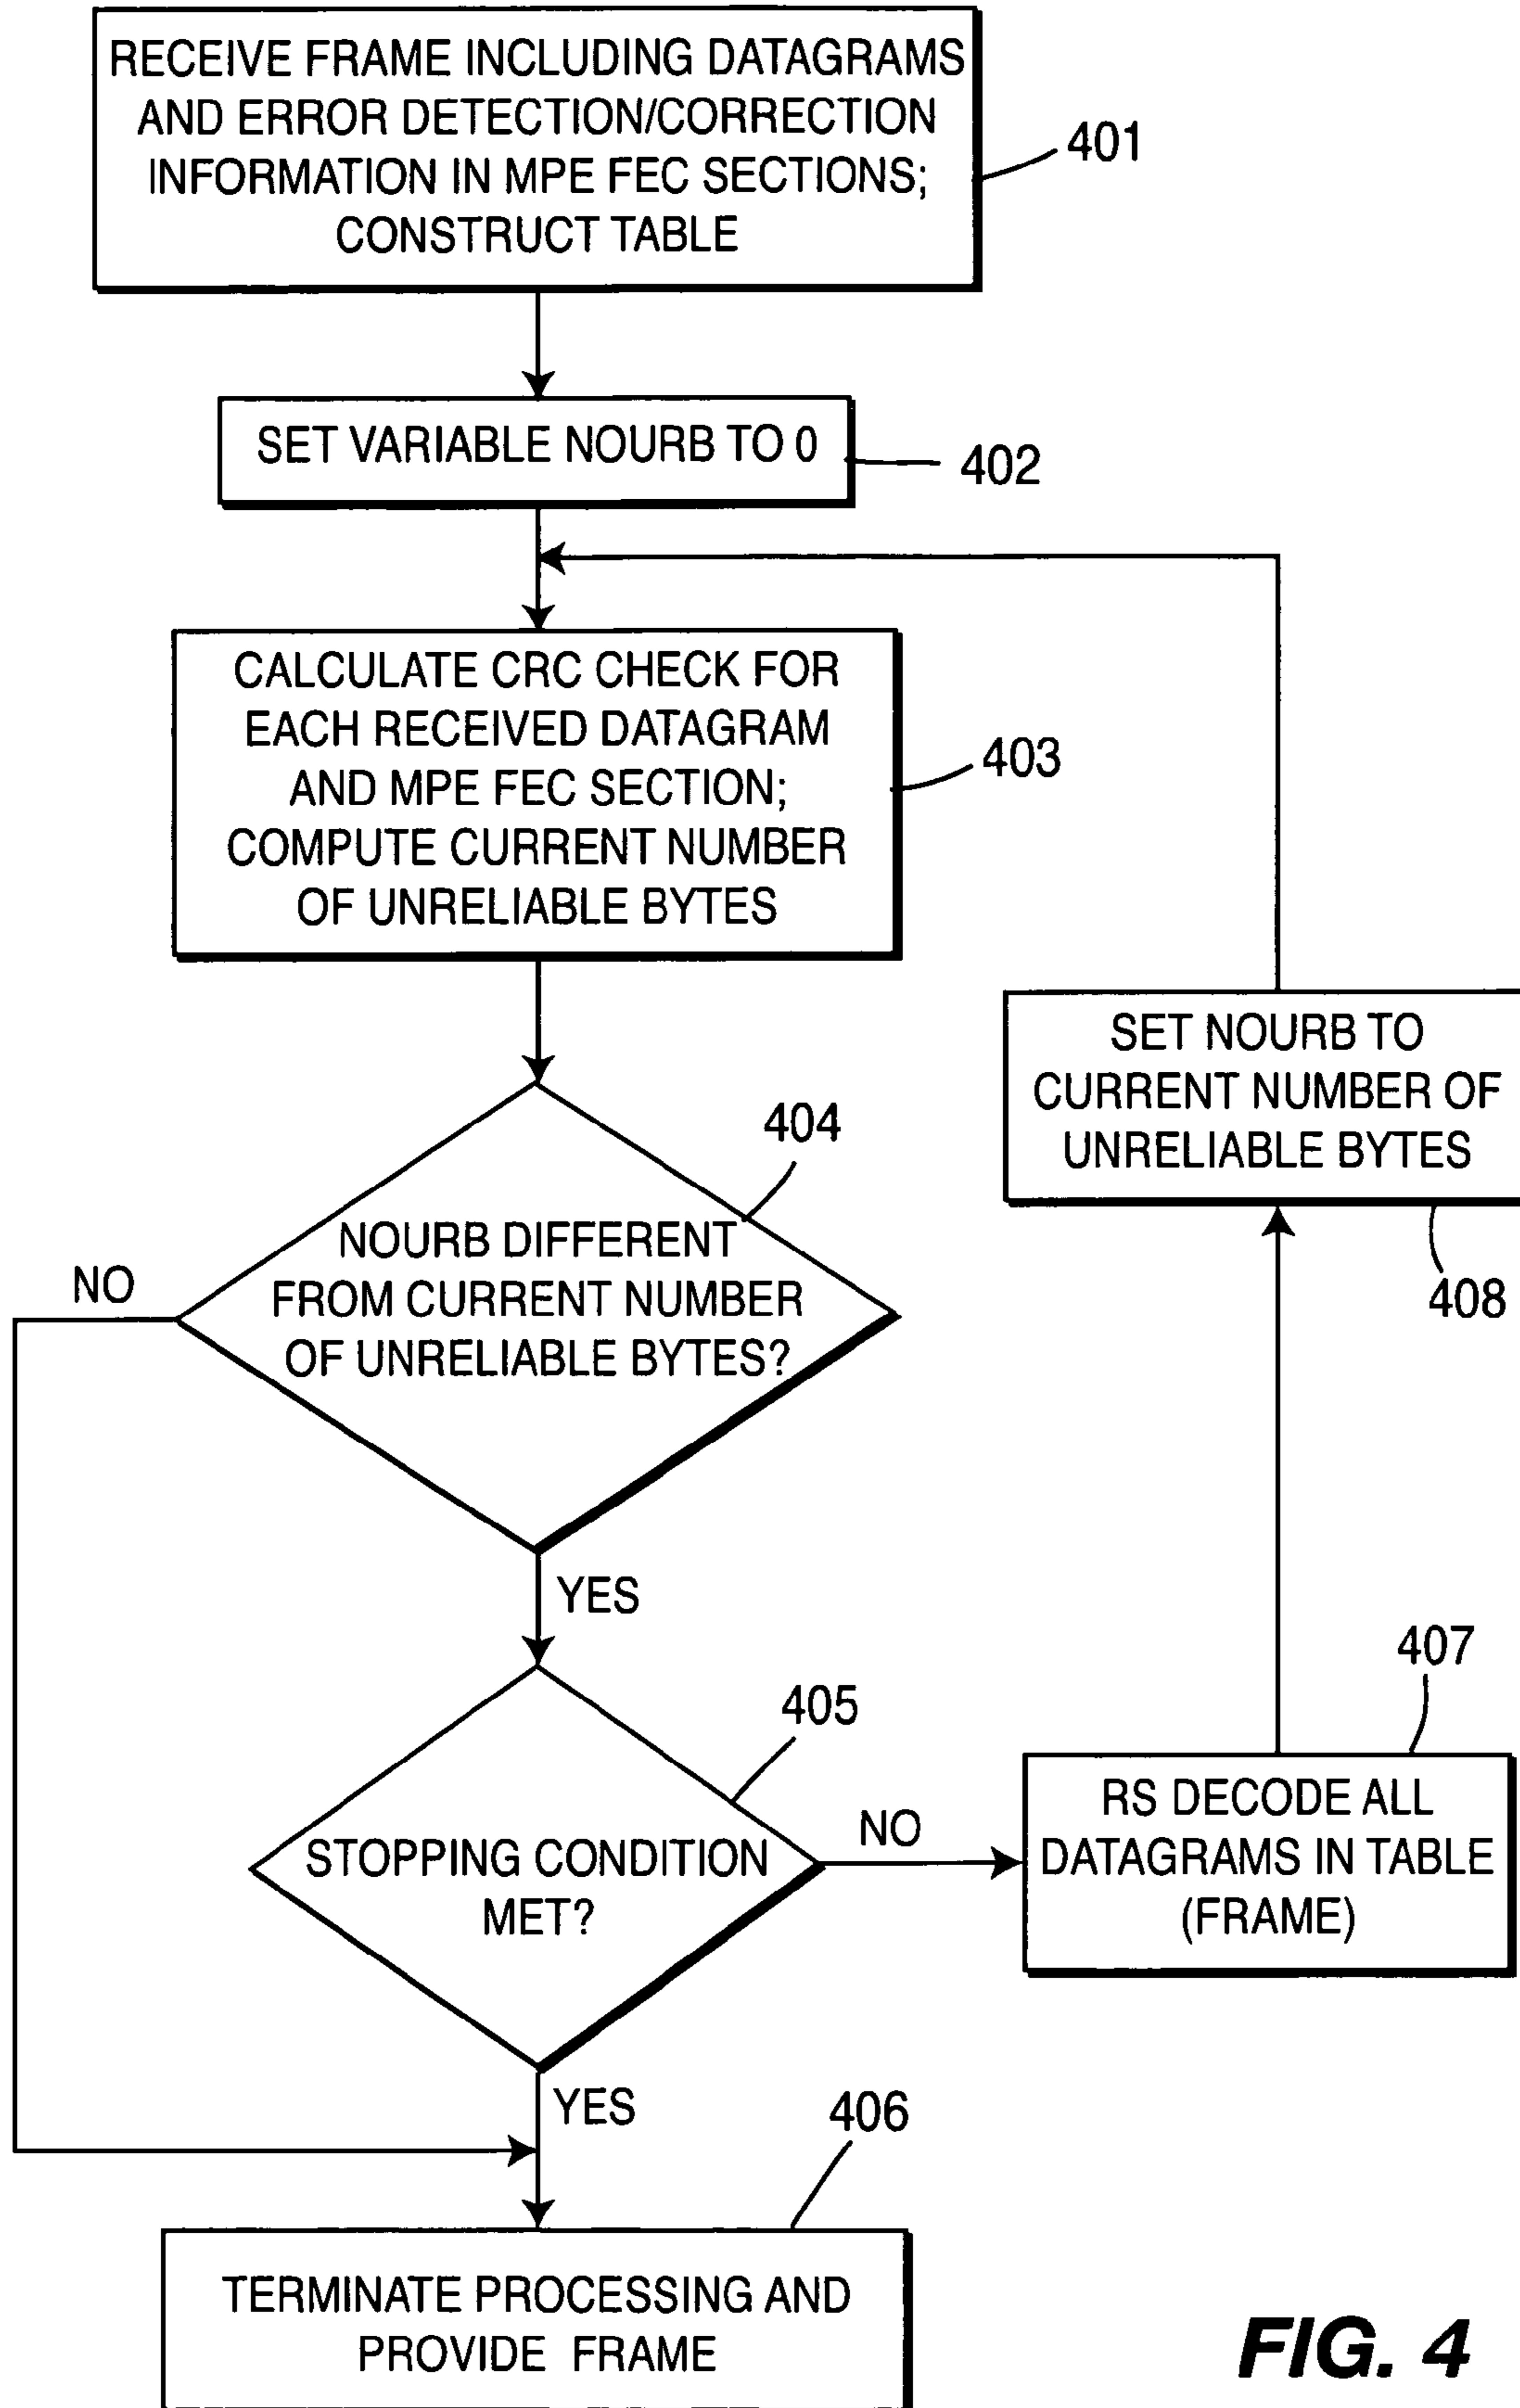 RECEIVE FRAME INCLUDING DATAGRAMS
AND ERROR DETECTION/CORRECTION
INFORMATION IN MPE FEC SECTIONS;
CONSTRUCT TABLE
401
SET VARIABLE NOURB TO 0
402
CALCULATE CRC CHECK FOR
EACH RECEIVED DATAGRAM
AND MPE FEC SECTION;
COMPUTE CURRENT NUMBER
OF UNRELIABLE BYTES
403
SET NOURB TO
CURRENT NUMBER OF
UNRELIABLE BYTES
408
404
NOURB DIFFERENT
FROM CURRENT NUMBER
OF UNRELIABLE BYTES?
NO
YES
405
STOPPING CONDITION
MET?
NO
407
RS DECODE ALL
DATAGRAMS IN TABLE
(FRAME)
YES
406
TERMINATE PROCESSING AND
PROVIDE FRAME
FIG. 4